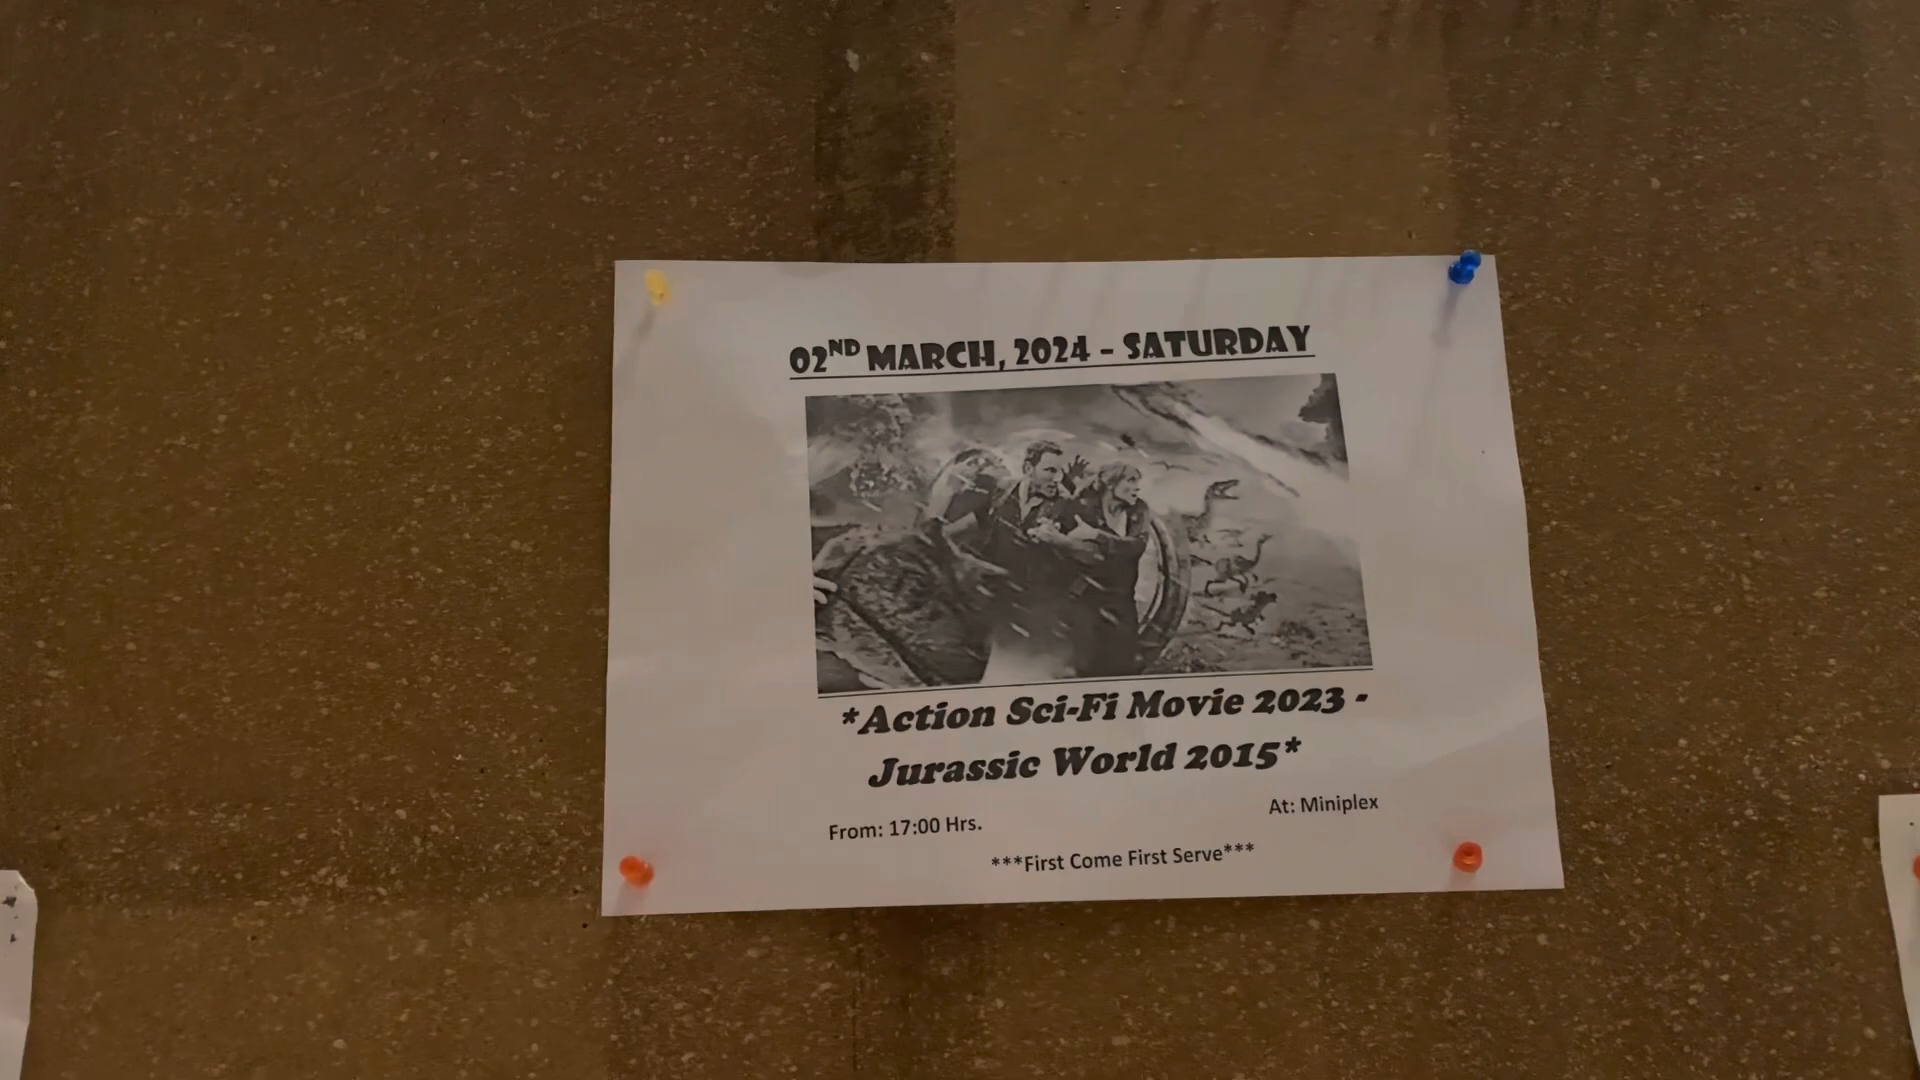 02ND MARCH, 2024 - SATURDAY
*Action Sci-Fi Movie 2023 -
Jurassic World 2015*
From: 17:00 Hrs.
At: Miniplex
***First Come First Serve***